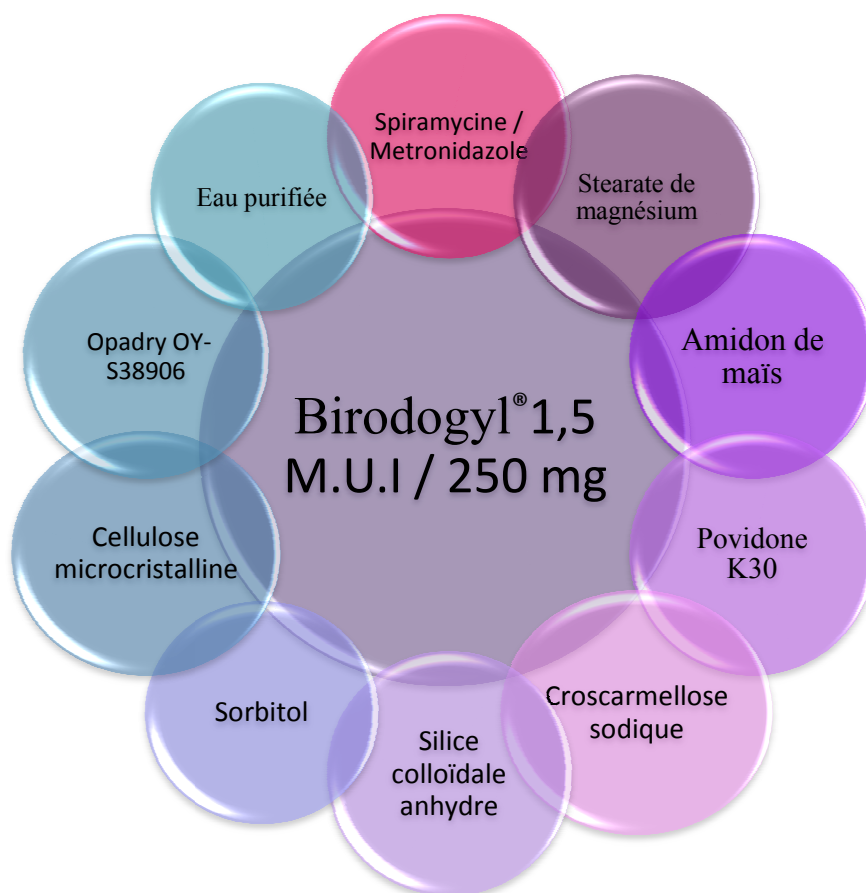 Spiramycine /
Metronidazole
Stearate de
magnésium
Amidon de
maïs
Povidone
K30
Croscarmellose
sodique
Silice
colloïdale
anhydre
Sorbitol
Cellulose
microcristalline
Opadry OY-
S38906
Eau purifiée
Birodogyl®1,5
M.U.I / 250 mg